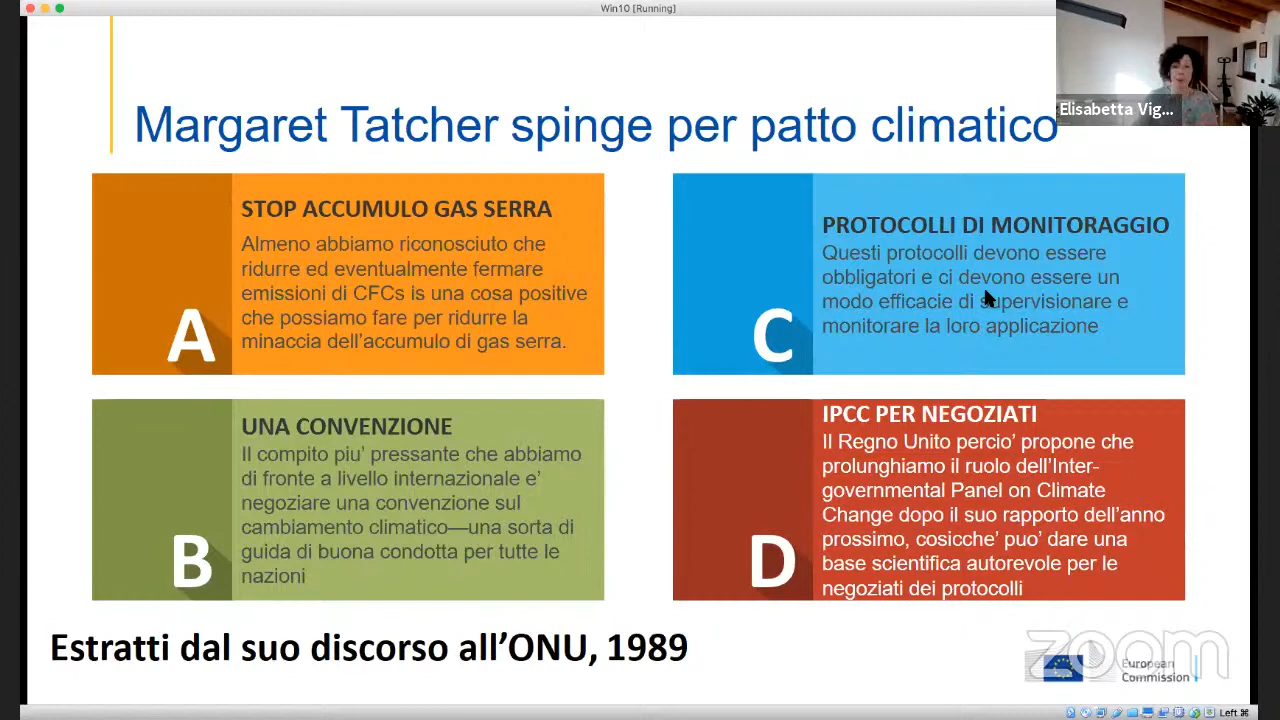 Win10 [Running]
Elisabetta Vig...
Margaret Tatcher spinge per patto climatico
STOP ACCUMULO GAS SERRA
Almeno abbiamo riconosciuto che
ridurre ed eventualmente fermare
emissioni di CFCs is una cosa positive
che possiamo fare per ridurre la
minaccia dell'accumulo di gas serra.
A
UNA CONVENZIONE
Il compito piu' pressante che abbiamo
di fronte a livello internazionale e'
negoziare una convenzione sul
cambiamento climatico—una sorta di
guida di buona condotta per tutte le
nazioni
B
PROTOCOLLI DI MONITORAGGIO
Questi protocolli devono essere
obbligatori e ci devono essere un
modo efficacie di supervisionare e
monitorare la loro applicazione
C
IPCC PER NEGOZIATI
Il Regno Unito percio' propone che
prolunghiamo il ruolo dell'Inter-
governmental Panel on Climate
Change dopo il suo rapporto dell'anno
prossimo, cosicche' puo' dare una
base scientifica autorevole per le
negoziati dei protocolli
D
Estratti dal suo discorso all'ONU, 1989
zoom
European
Commission
Left ⌘